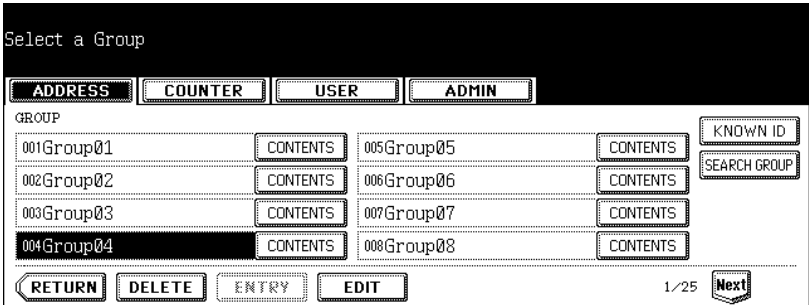 Select a Group
ADDRESS COUNTER USER ADMIN
GROUP
001Group01 CONTENTS 005Group05 CONTENTS KNOWN ID
002Group02 CONTENTS 006Group06 CONTENTS SEARCH GROUP
003Group03 CONTENTS 007Group07 CONTENTS
004Group04 CONTENTS 008Group08 CONTENTS
RETURN DELETE ENTRY EDIT 1/25 Next